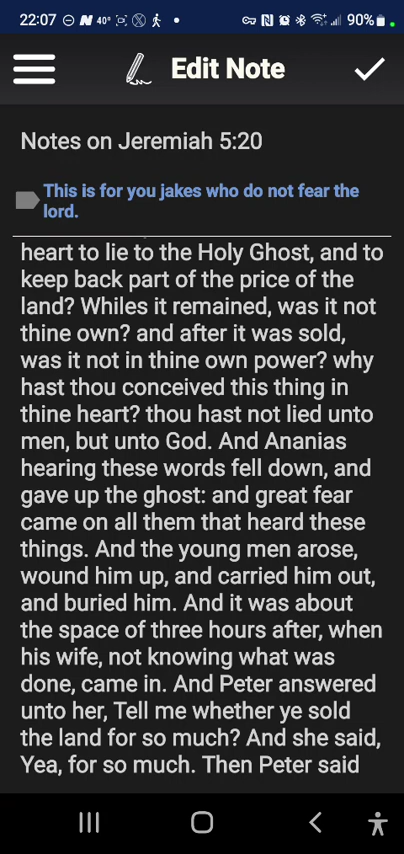 22:07 40° 90%
Edit Note
Notes on Jeremiah 5:20
This is for you jakes who do not fear the
lord.
heart to lie to the Holy Ghost, and to
keep back part of the price of the
land? Whiles it remained, was it not
thine own? and after it was sold,
was it not in thine own power? why
hast thou conceived this thing in
thine heart? thou hast not lied unto
men, but unto God. And Ananias
hearing these words fell down, and
gave up the ghost: and great fear
came on all them that heard these
things. And the young men arose,
wound him up, and carried him out,
and buried him. And it was about
the space of three hours after, when
his wife, not knowing what was
done, came in. And Peter answered
unto her, Tell me whether ye sold
the land for so much? And she said,
Yea, for so much. Then Peter said